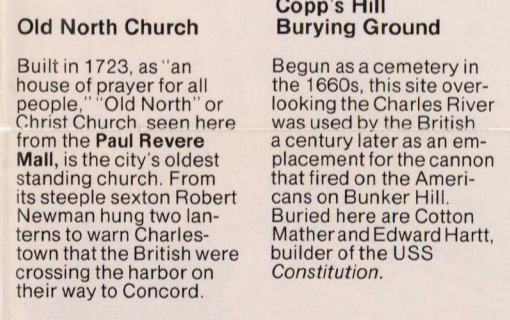 Old North Church
Built in 1723, as "an
house of prayer for all
people," "Old North" or
Christ Church seen here
from the Paul Revere
Mall, is the city's oldest
standing church. From
its steeple sexton Robert
Newman hung two lan-
terns to warn Charles-
town that the British were
crossing the harbor on
their way to Concord.
Copp's Hill
Burying Ground
Begun as a cemetery in
the 1660s, this site over-
looking the Charles River
was used by the British
a century later as an em-
placement for the cannon
that fired on the Ameri-
cans on Bunker Hill.
Buried here are Cotton
Mather and Edward Hartt,
builder of the USS
Constitution.